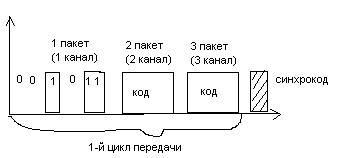 1 пакет
(1 канал)
2 пакет
(2 канал)
3 пакет
(3 канал)
0 0 1 0 1 1
код
код
синхрокод
1-й цикл передачи